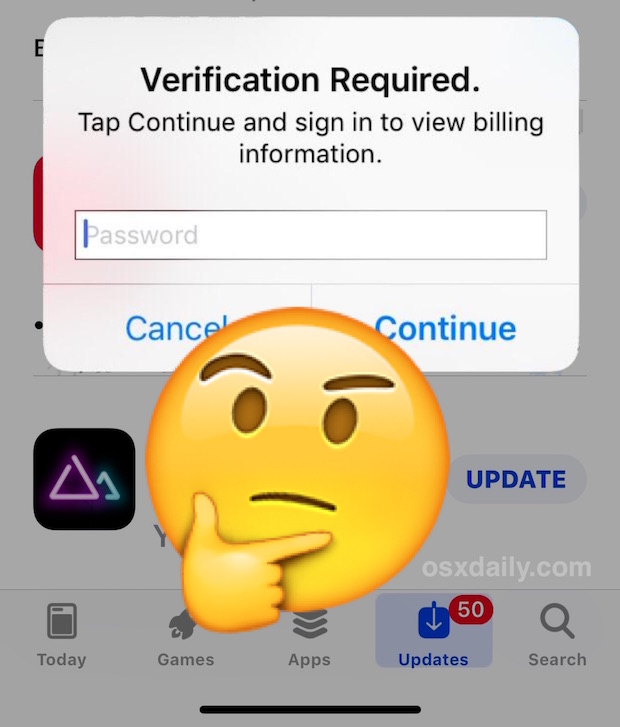 Verification Required.
Tap Continue and sign in to view billing
information.
Password
Cancel
Continue
UPDATE
osxdaily.com
50
Today
Games
Apps
Updates
Search